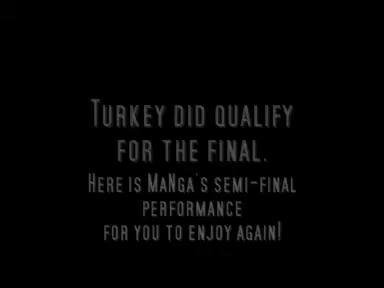 Turkey did qualify
for the final.
Here is MaNga's semi-final
performance
for you to enjoy again!